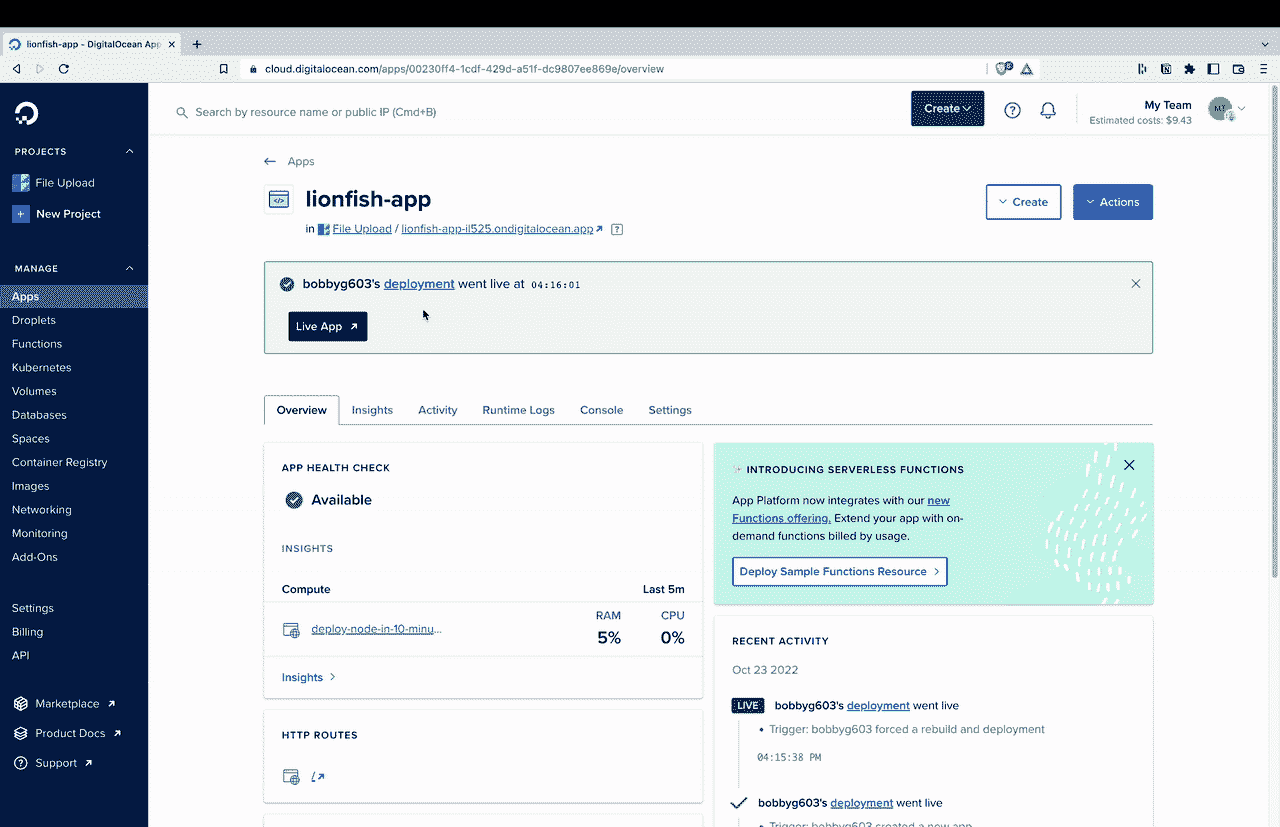 lionfish-app - DigitalOcean App
cloud.digitalocean.com/apps/00230ff4-1cdf-429d-a51f-dc9807ee869e/overview
Search by resource name or public IP (Cmd+B)
Create
My Team
Estimated costs: $9.43
MT
PROJECTS
File Upload
New Project
MANAGE
Apps
Droplets
Functions
Kubernetes
Volumes
Databases
Spaces
Container Registry
Images
Networking
Monitoring
Add-Ons
Settings
Billing
API
Marketplace
Product Docs
Support
Apps
lionfish-app
in File Upload / lionfish-app-il525.ondigitalocean.app
Create
Actions
bobbyg603's deployment went live at 04:16:01
Live App
Overview Insights Activity Runtime Logs Console Settings
APP HEALTH CHECK
Available
INSIGHTS
Compute Last 5m
RAM CPU
deploy-node-in-10-minu... 5% 0%
Insights
HTTP ROUTES
/
INTRODUCING SERVERLESS FUNCTIONS
App Platform now integrates with our new
Functions offering. Extend your app with on-
demand functions billed by usage.
Deploy Sample Functions Resource
RECENT ACTIVITY
Oct 23 2022
LIVE bobbyg603's deployment went live
Trigger: bobbyg603 forced a rebuild and deployment
04:15:38 PM
bobbyg603's deployment went live
Trigger: bobbyg603 created a new app